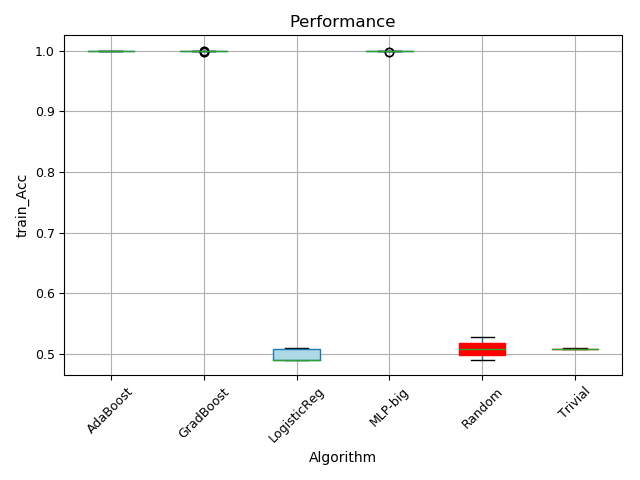 Performance
train_Acc
1.0
0.9
0.8
0.7
0.6
0.5
AdaBoost
GradBoost
LogisticReg
MLP-big
Random
Trivial
Algorithm